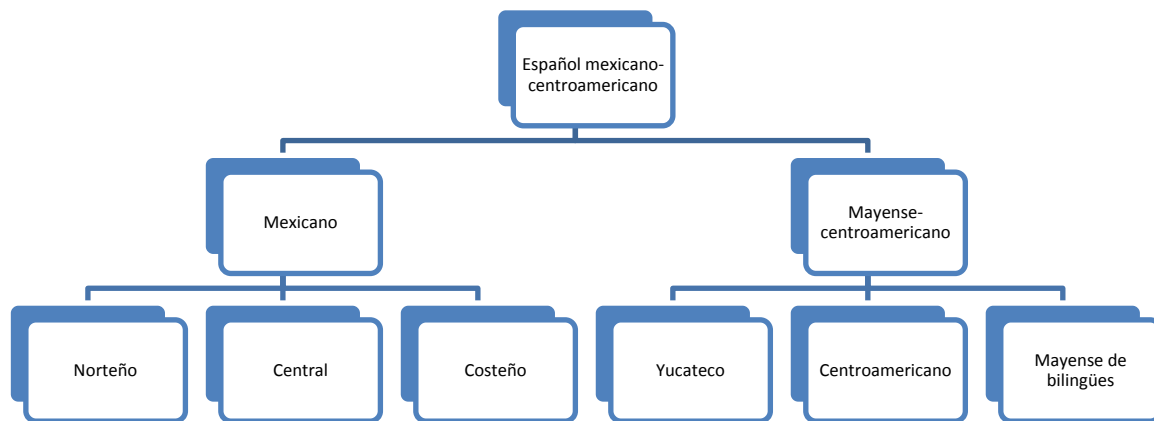 Español mexicano-
centroamericano
Mexicano
Mayense-
centroamericano
Norteño
Central
Costeño
Yucateco
Centroamericano
Mayense de
bilingües